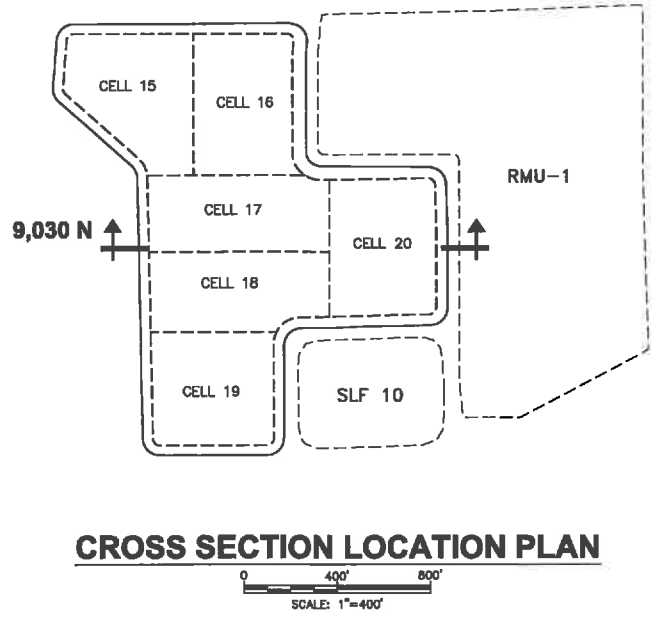 CELL 15
CELL 16
RMU-1
CELL 17
9,030 N
CELL 20
CELL 18
CELL 19
SLF 10
CROSS SECTION LOCATION PLAN
0 400' 800'
SCALE: 1"=400'